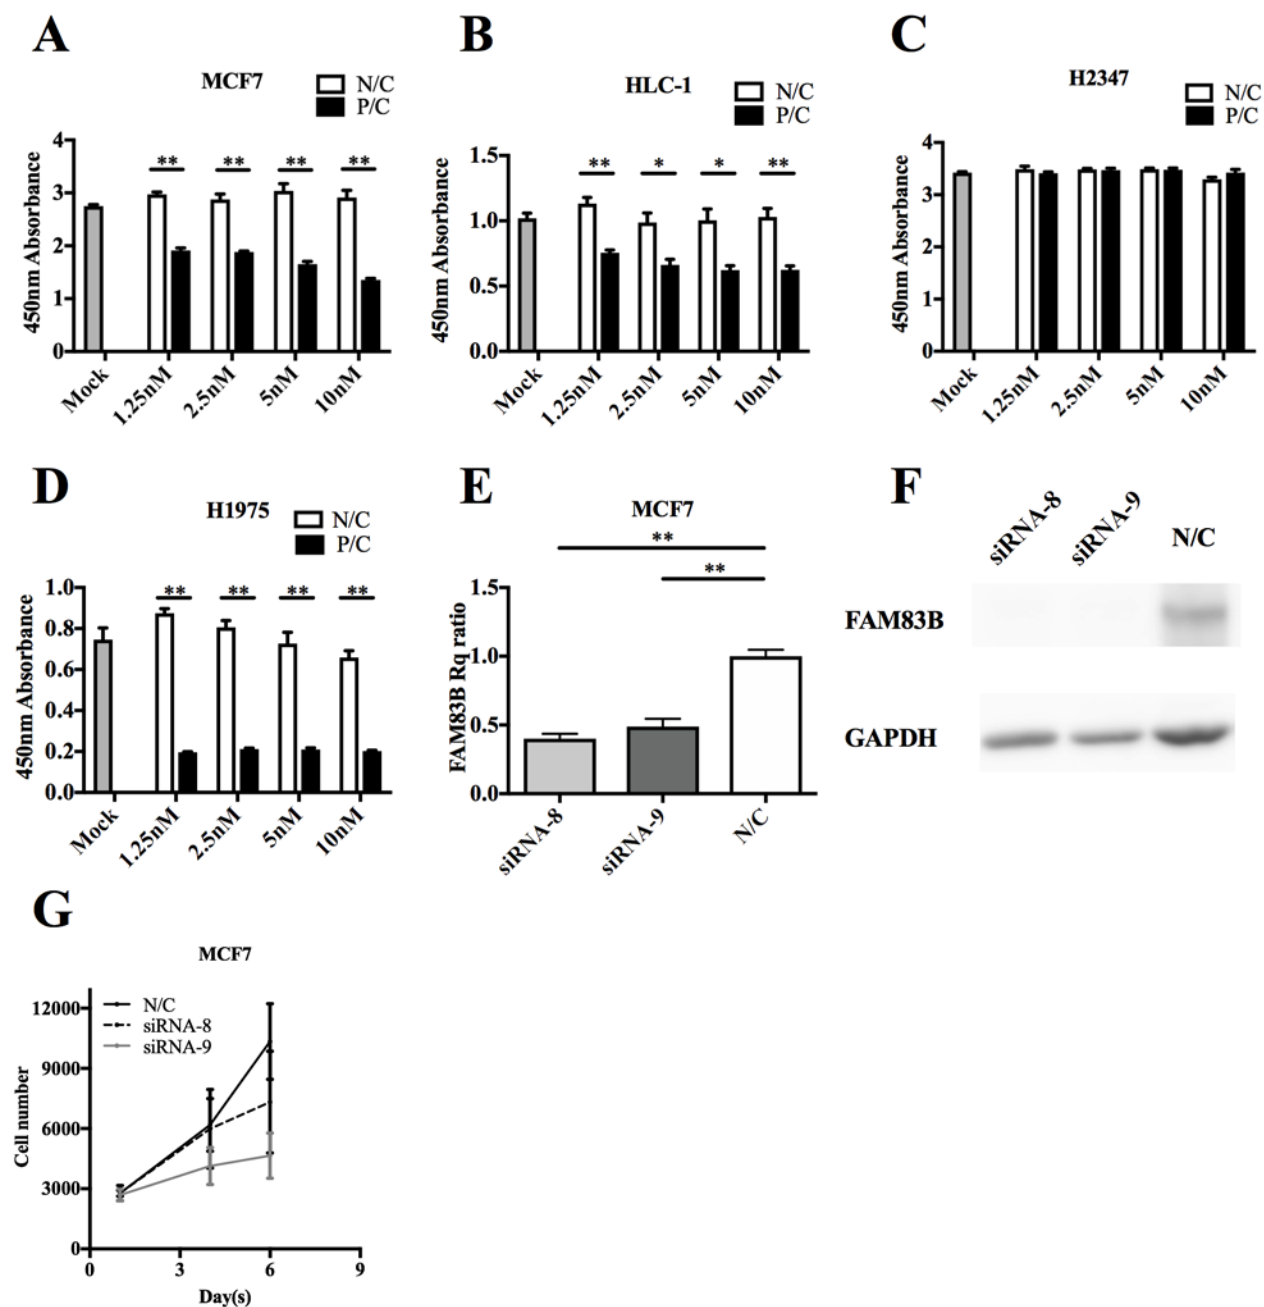 A
MCF7
N/C
P/C
450nm Absorbance
4
3
2
1
0
** ** ** **
Mock 1.25nM 2.5nM 5nM 10nM
B
HLC-1
N/C
P/C
450nm Absorbance
1.5
1.0
0.5
0.0
** * * **
Mock 1.25nM 2.5nM 5nM 10nM
C
H2347
N/C
P/C
450nm Absorbance
4
3
2
1
0
Mock 1.25nM 2.5nM 5nM 10nM
D
H1975
N/C
P/C
450nm Absorbance
1.0
0.8
0.6
0.4
0.2
0.0
** ** ** **
Mock 1.25nM 2.5nM 5nM 10nM
E
MCF7
**
**
FAM83B Rq ratio
1.5
1.0
0.5
0.0
siRNA-8 siRNA-9 N/C
F
siRNA-8 siRNA-9 N/C
FAM83B
GAPDH
G
MCF7
N/C
siRNA-8
siRNA-9
Cell number
12000
9000
6000
3000
0
0 3 6 9
Day(s)